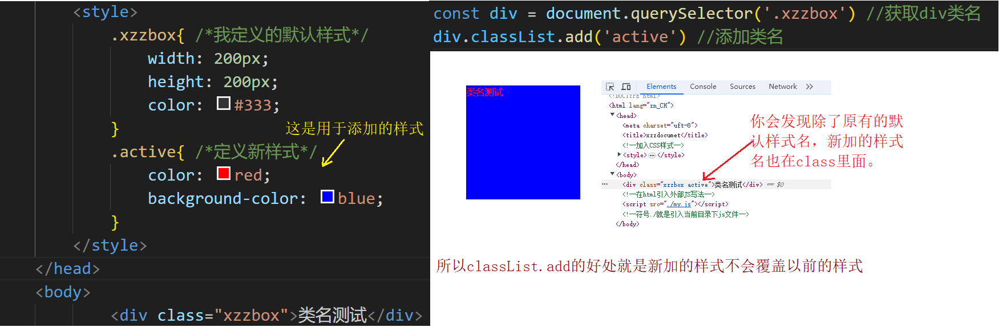 <style>
.xzzbox{ /*我定义的默认样式*/
width: 200px;
height: 200px;
color: #333;
}
这是用于添加的样式
.active{ /*定义新样式*/
color: red;
background-color: blue;
}
</style>
</head>
<body>
<div class="xzzbox">类名测试</div>
const div = document.querySelector('.xzzbox') //获取div类名
div.classList.add('active') //添加类名
类名测试
Elements Console Sources Network
<!DOCTYPE html>
<html lang="zn_CH">
<head>
<meta charset="uft-8">
<title>xzzdocumet</title>
<!--加入CSS样式-->
<style>…</style>
</head>
<body>
<div class="xzzbox active">类名测试</div> == $0
<!--在html引入外部JS写法-->
<script src="./my.js"></script>
<!--符号./就是引入当前目录下js文件-->
</body>
你会发现除了原有的默
认样式名，新加的样式
名也在class里面。
所以classList.add的好处就是新加的样式不会覆盖以前的样式